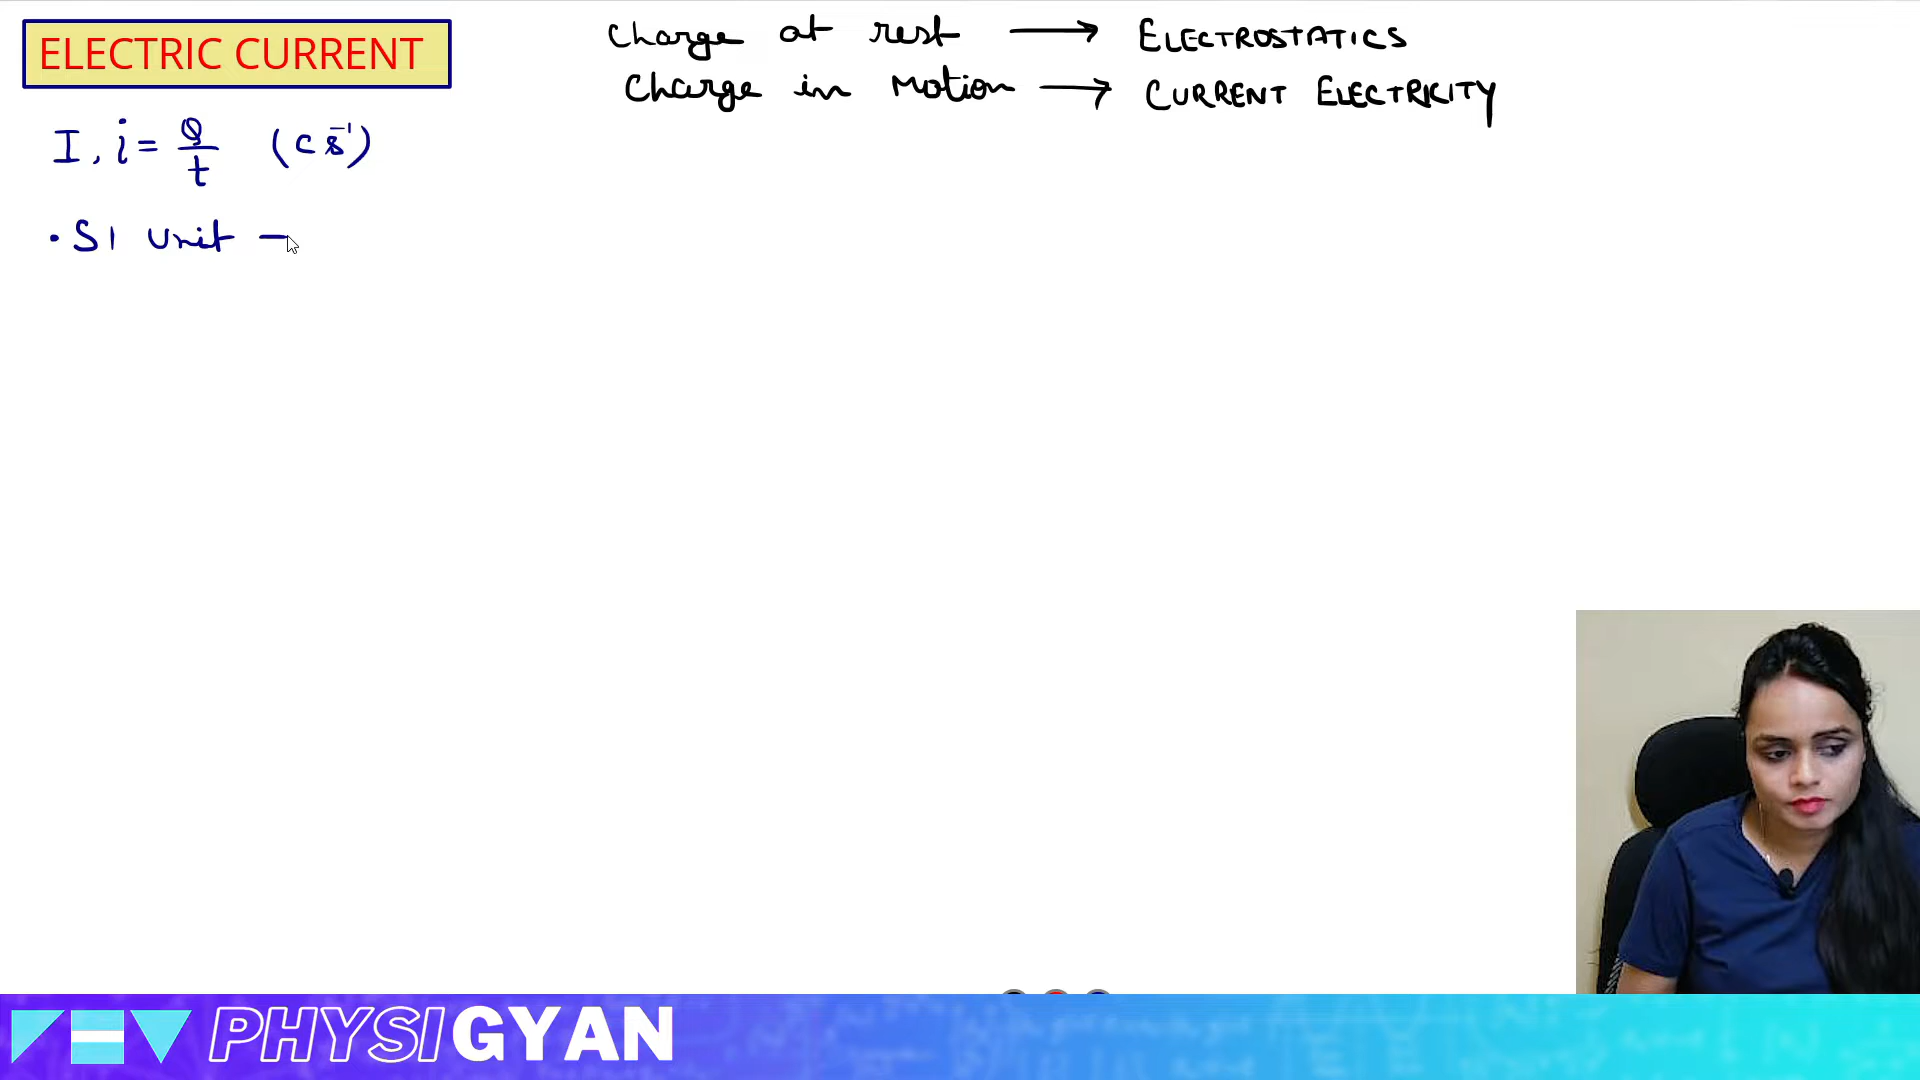 ELECTRIC CURRENT
Charge at rest → ELECTROSTATICS
Charge in Motion → CURRENT ELECTRICITY
I, i = Q/t (C s⁻¹)
• SI Unit –
PHYSIGYAN